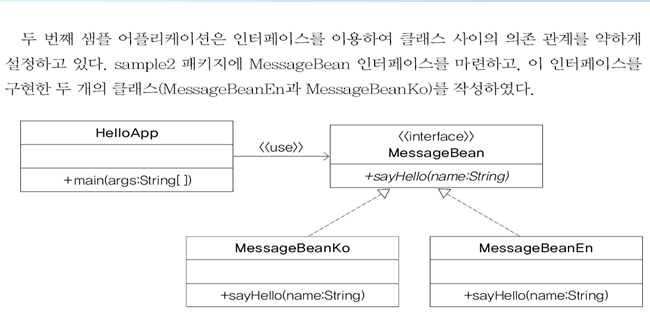 두 번째 샘플 어플리케이션은 인터페이스를 이용하여 클래스 사이의 의존 관계를 약하게
설정하고 있다. sample2 패키지에 MessageBean 인터페이스를 마련하고, 이 인터페이스를
구현한 두 개의 클래스(MessageBeanEn과 MessageBeanKo)를 작성하였다.
HelloApp
+main(args:String[ ])
《use》
《interface》
MessageBean
+sayHello(name:String)
MessageBeanKo
+sayHello(name:String)
MessageBeanEn
+sayHello(name:String)